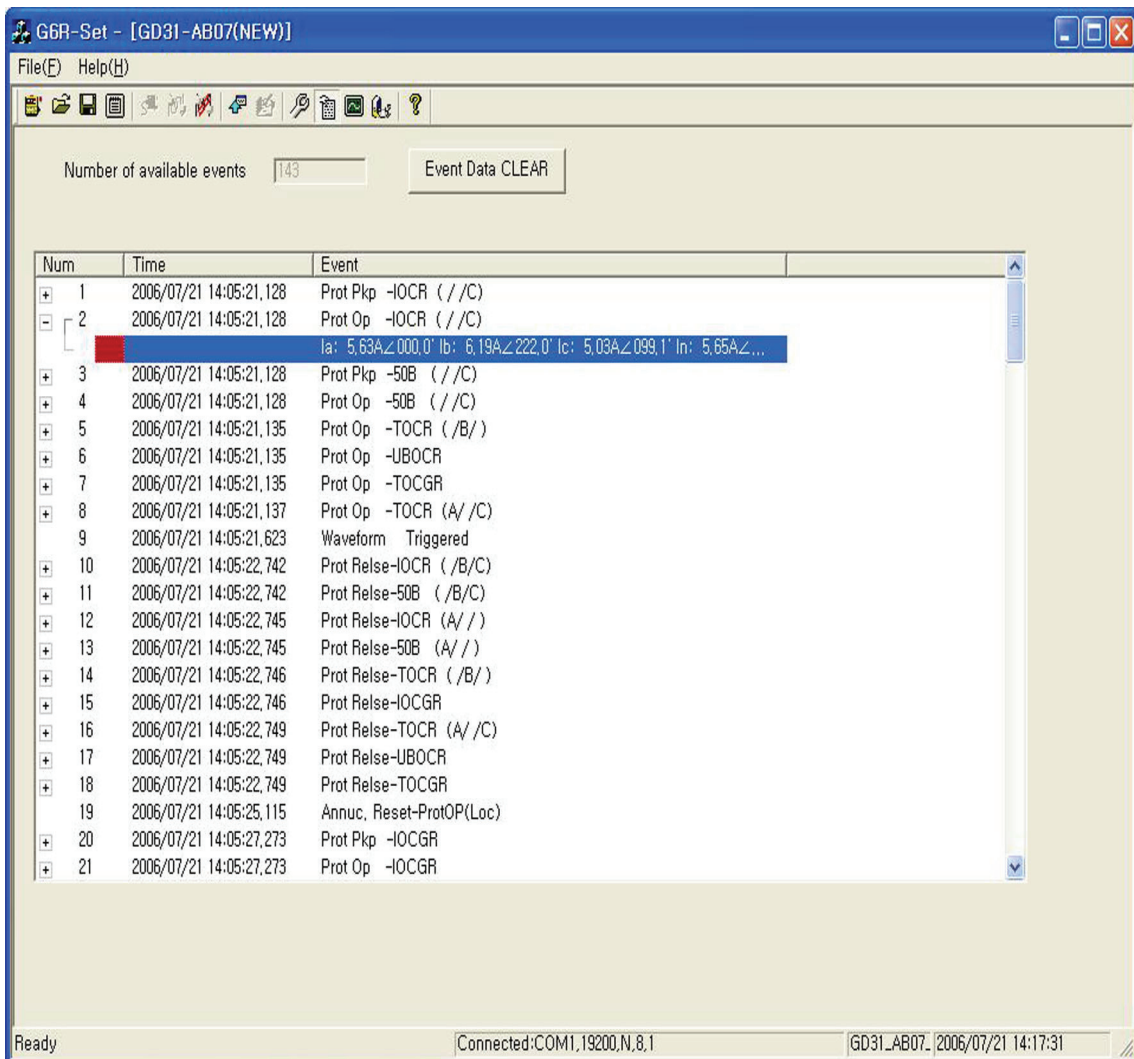 G6R-Set - [GD31-AB07(NEW)]
File(F) Help(H)
Number of available events 143 Event Data CLEAR
Num Time Event
1 2006/07/21 14:05:21,128 Prot Pkp -IOCR ( / /C)
2 2006/07/21 14:05:21,128 Prot Op -IOCR ( / /C)
Ia: 5,63A∠000,0' Ib: 6,19A∠222,0' Ic: 5,03A∠099,1' In: 5,65A∠...
3 2006/07/21 14:05:21,128 Prot Pkp -50B ( / /C)
4 2006/07/21 14:05:21,128 Prot Op -50B ( / /C)
5 2006/07/21 14:05:21,135 Prot Op -TOCR ( /B/ )
6 2006/07/21 14:05:21,135 Prot Op -UBOCR
7 2006/07/21 14:05:21,135 Prot Op -TOCGR
8 2006/07/21 14:05:21,137 Prot Op -TOCR (A/ /C)
9 2006/07/21 14:05:21,623 Waveform Triggered
10 2006/07/21 14:05:22,742 Prot Relse-IOCR ( /B/C)
11 2006/07/21 14:05:22,742 Prot Relse-50B ( /B/C)
12 2006/07/21 14:05:22,745 Prot Relse-IOCR (A/ / )
13 2006/07/21 14:05:22,745 Prot Relse-50B (A/ / )
14 2006/07/21 14:05:22,746 Prot Relse-TOCR ( /B/ )
15 2006/07/21 14:05:22,746 Prot Relse-IOCGR
16 2006/07/21 14:05:22,749 Prot Relse-TOCR (A/ /C)
17 2006/07/21 14:05:22,749 Prot Relse-UBOCR
18 2006/07/21 14:05:22,749 Prot Relse-TOCGR
19 2006/07/21 14:05:25,115 Annuc, Reset-ProtOP(Loc)
20 2006/07/21 14:05:27,273 Prot Pkp -IOCGR
21 2006/07/21 14:05:27,273 Prot Op -IOCGR
Ready Connected:COM1,19200,N,8,1 GD31_AB07_ 2006/07/21 14:17:31